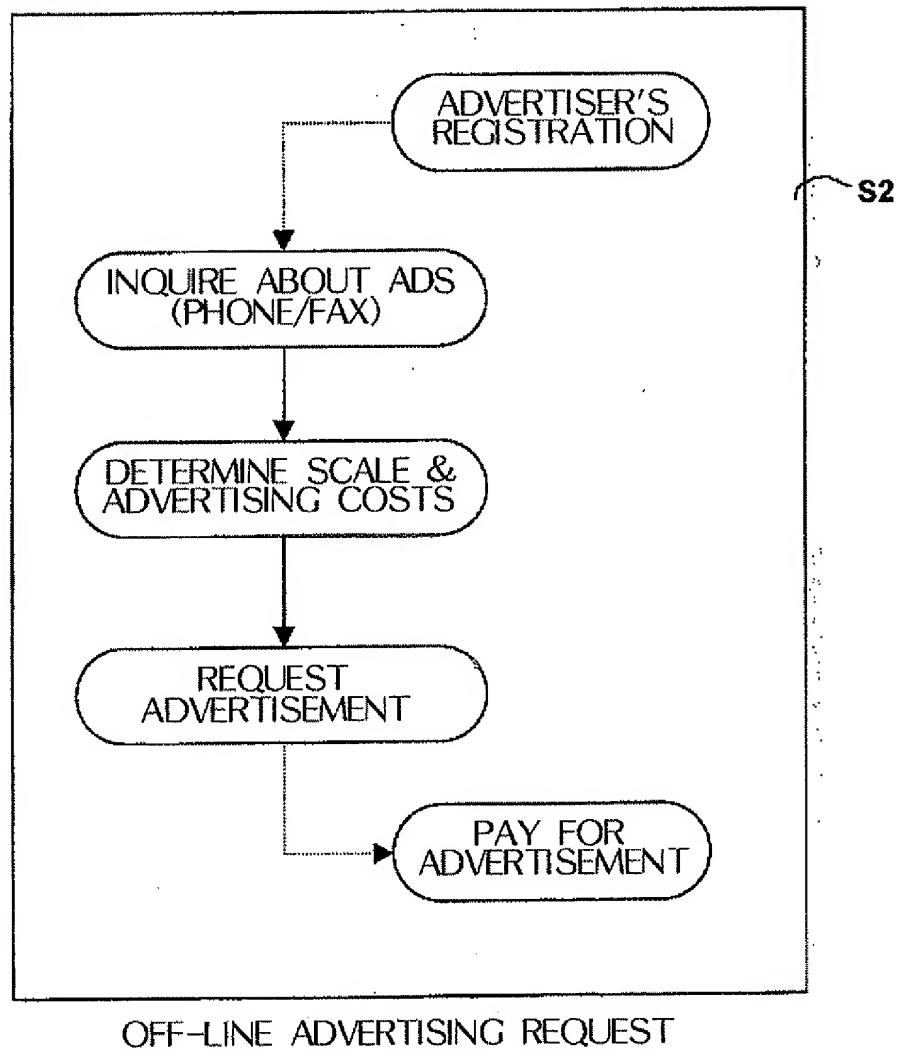 ADVERTISER'S
REGISTRATION
S2
INQUIRE ABOUT ADS
(PHONE/FAX)
DETERMINE SCALE &
ADVERTISING COSTS
REQUEST
ADVERTISEMENT
PAY FOR
ADVERTISEMENT
OFF-LINE ADVERTISING REQUEST